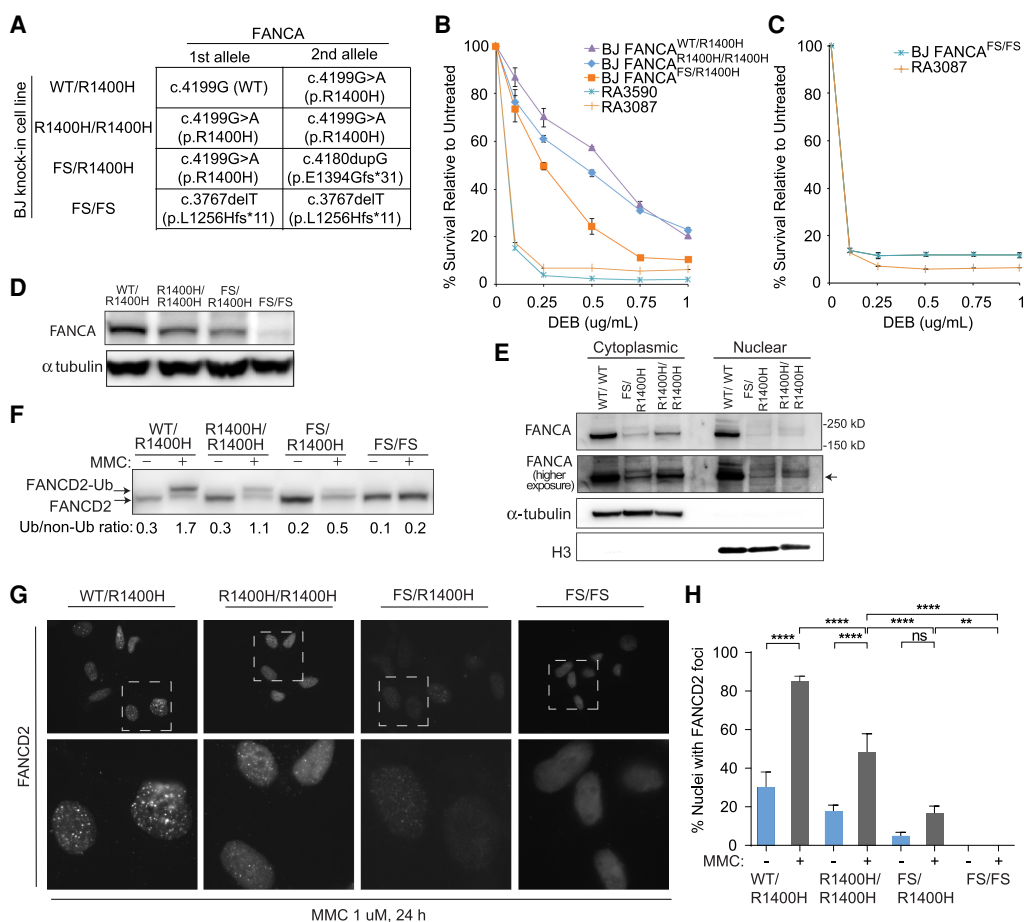 A
FANCA
1st allele
2nd allele
BJ knock-in cell line
WT/R1400H
c.4199G (WT)
c.4199G>A
(p.R1400H)
R1400H/R1400H
c.4199G>A
(p.R1400H)
c.4199G>A
(p.R1400H)
FS/R1400H
c.4199G>A
(p.R1400H)
c.4180dupG
(p.E1394Gfs*31)
FS/FS
c.3767delT
(p.L1256Hfs*11)
c.3767delT
(p.L1256Hfs*11)
B
% Survival Relative to Untreated
100
80
60
40
20
0
BJ FANCA WT/R1400H
BJ FANCA R1400H/R1400H
BJ FANCA FS/R1400H
RA3590
RA3087
0 0.25 0.5 0.75 1
DEB (ug/mL)
C
% Survival Relative to Untreated
100
80
60
40
20
0
BJ FANCA FS/FS
RA3087
0 0.25 0.5 0.75 1
DEB (ug/mL)
D
WT/
R1400H
R1400H/
R1400H
FS/
R1400H
FS/FS
FANCA
α tubulin
E
Cytoplasmic
Nuclear
WT/ WT
FS/
R1400H
R1400H/
R1400H
WT/ WT
FS/
R1400H
R1400H/
R1400H
FANCA
-250 kD
-150 kD
FANCA
(higher
exposure)
α-tubulin
H3
F
WT/
R1400H
R1400H/
R1400H
FS/
R1400H
FS/FS
MMC: – + – + – + – +
FANCD2-Ub
FANCD2
Ub/non-Ub ratio: 0.3 1.7 0.3 1.1 0.2 0.5 0.1 0.2
G
WT/R1400H
R1400H/R1400H
FS/R1400H
FS/FS
FANCD2
MMC 1 uM, 24 h
H
% Nuclei with FANCD2 foci
100
80
60
40
20
0
****
**** **** **
**** **** ns
MMC: - + - + - + - +
WT/
R1400H
R1400H/
R1400H
FS/
R1400H
FS/FS